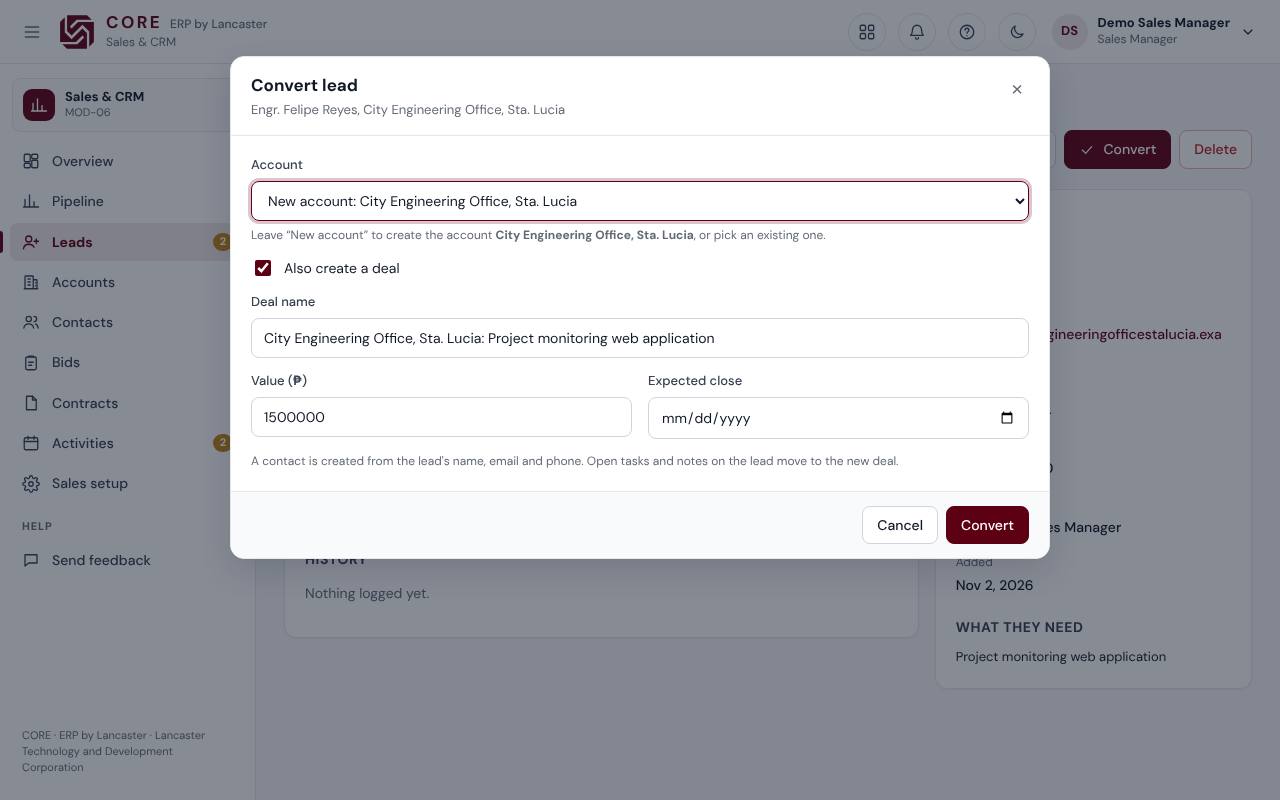 CORE ERP by Lancaster
Sales & CRM
DS
Demo Sales Manager
Sales Manager
Sales & CRM
MOD-06
Overview
Pipeline
Leads 2
Accounts
Contacts
Bids
Contracts
Activities 2
Sales setup
HELP
Send feedback
CORE · ERP by Lancaster · Lancaster
Technology and Development
Corporation
Convert
Delete
Convert lead
Engr. Felipe Reyes, City Engineering Office, Sta. Lucia
×
Account
New account: City Engineering Office, Sta. Lucia
Leave “New account” to create the account City Engineering Office, Sta. Lucia, or pick an existing one.
Also create a deal
Deal name
City Engineering Office, Sta. Lucia: Project monitoring web application
Value (₱)
Expected close
1500000
mm/dd/yyyy
A contact is created from the lead's name, email and phone. Open tasks and notes on the lead move to the new deal.
Cancel
Convert
HISTORY
Nothing logged yet.
gineeringofficestalucia.exa
es Manager
Added
Nov 2, 2026
WHAT THEY NEED
Project monitoring web application